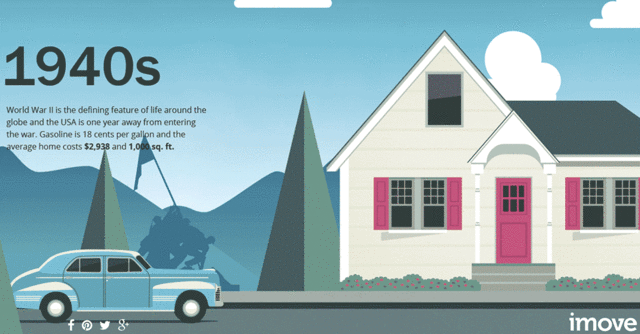 1940s
World War II is the defining feature of life around the
globe and the USA is one year away from entering
the war. Gasoline is 18 cents per gallon and the
average home costs $2,938 and 1,000 sq. ft.
imove